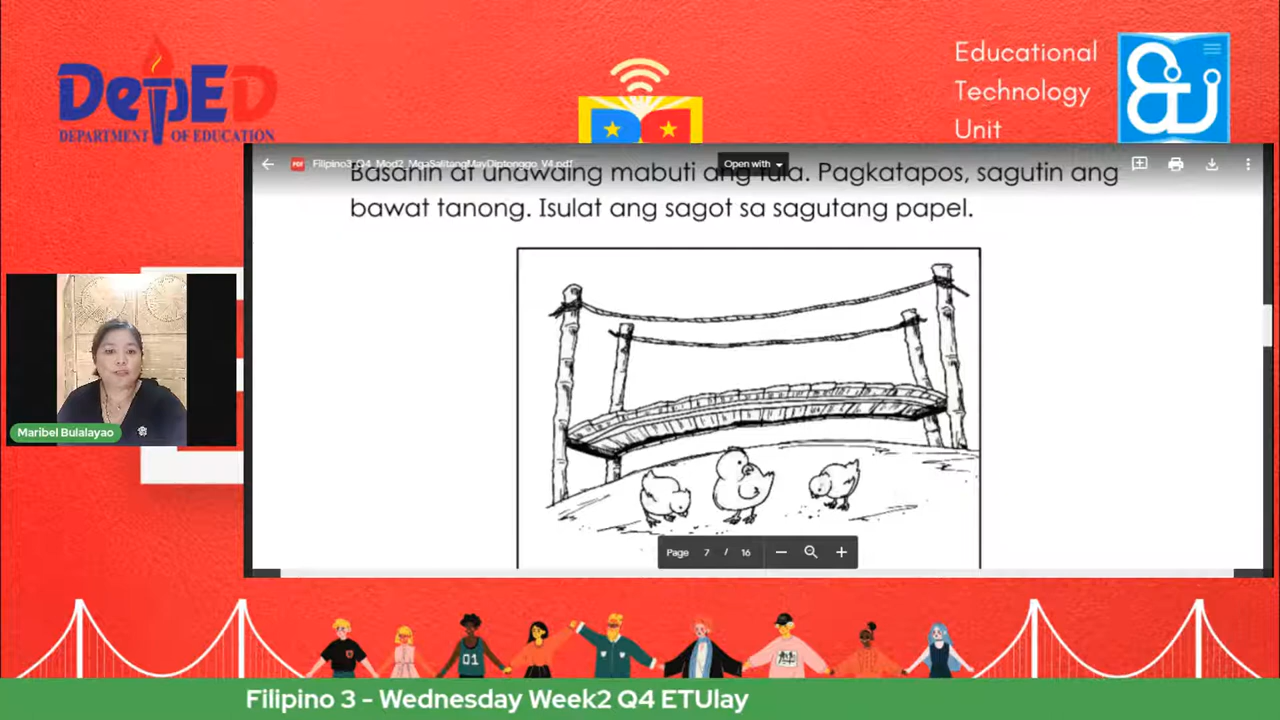 DepED
DEPARTMENT OF EDUCATION
Educational
Technology
Unit
Filipino3_Q4_Mod2_MgaSalitangMayDiptonggo_V4.pdf
Open with
Basahin at unawaing mabuti ang tula. Pagkatapos, sagutin ang
bawat tanong. Isulat ang sagot sa sagutang papel.
Maribel Bulalayao
Page 7 / 16
01
Filipino 3 - Wednesday Week2 Q4 ETUlay